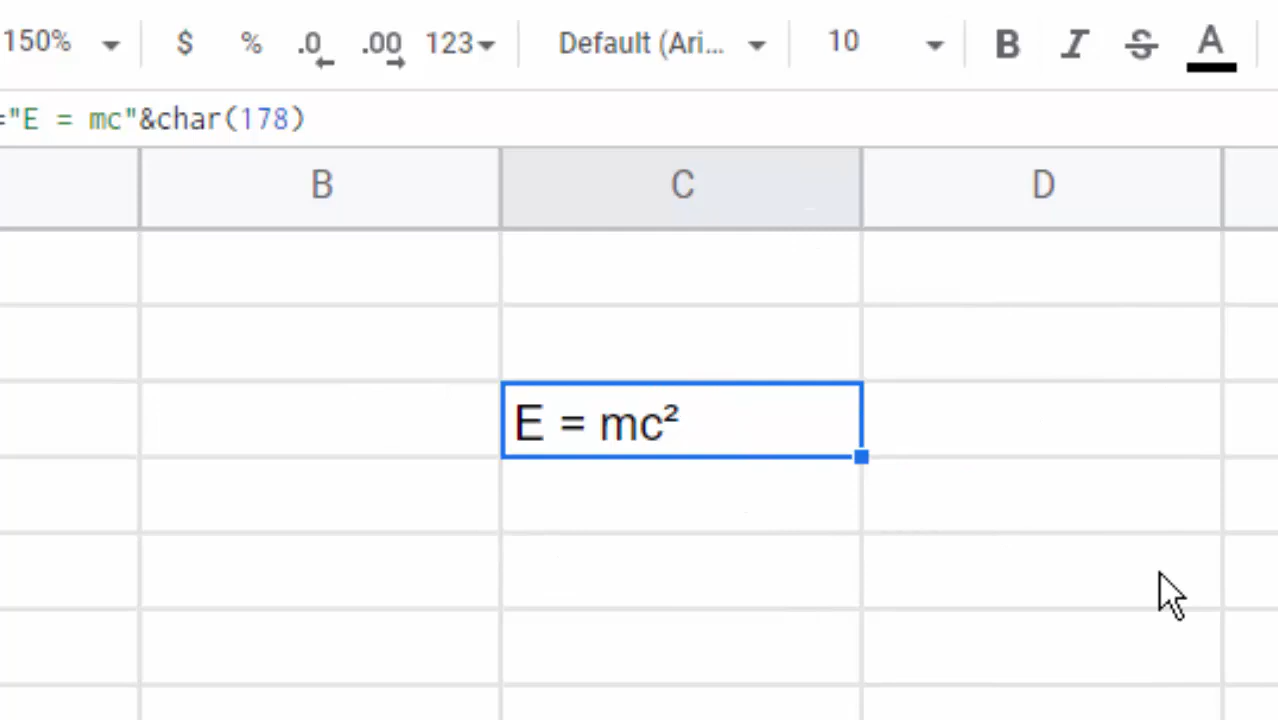 150% $ % .0 .00 123 Default (Ari... 10 B I S A
="E = mc"&char(178)
B C D
E = mc²